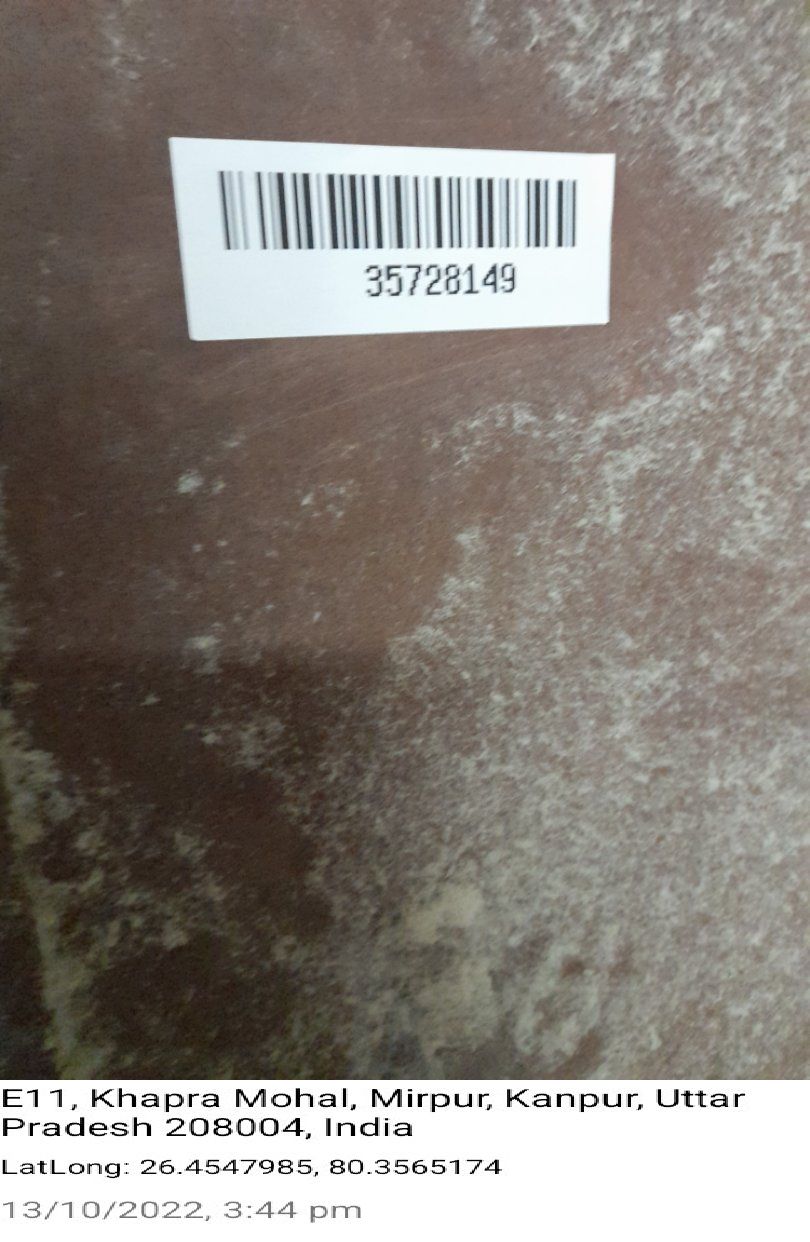 35728149
E11, Khapra Mohal, Mirpur, Kanpur, Uttar
Pradesh 208004, India
LatLong: 26.4547985, 80.3565174
13/10/2022, 3:44 pm